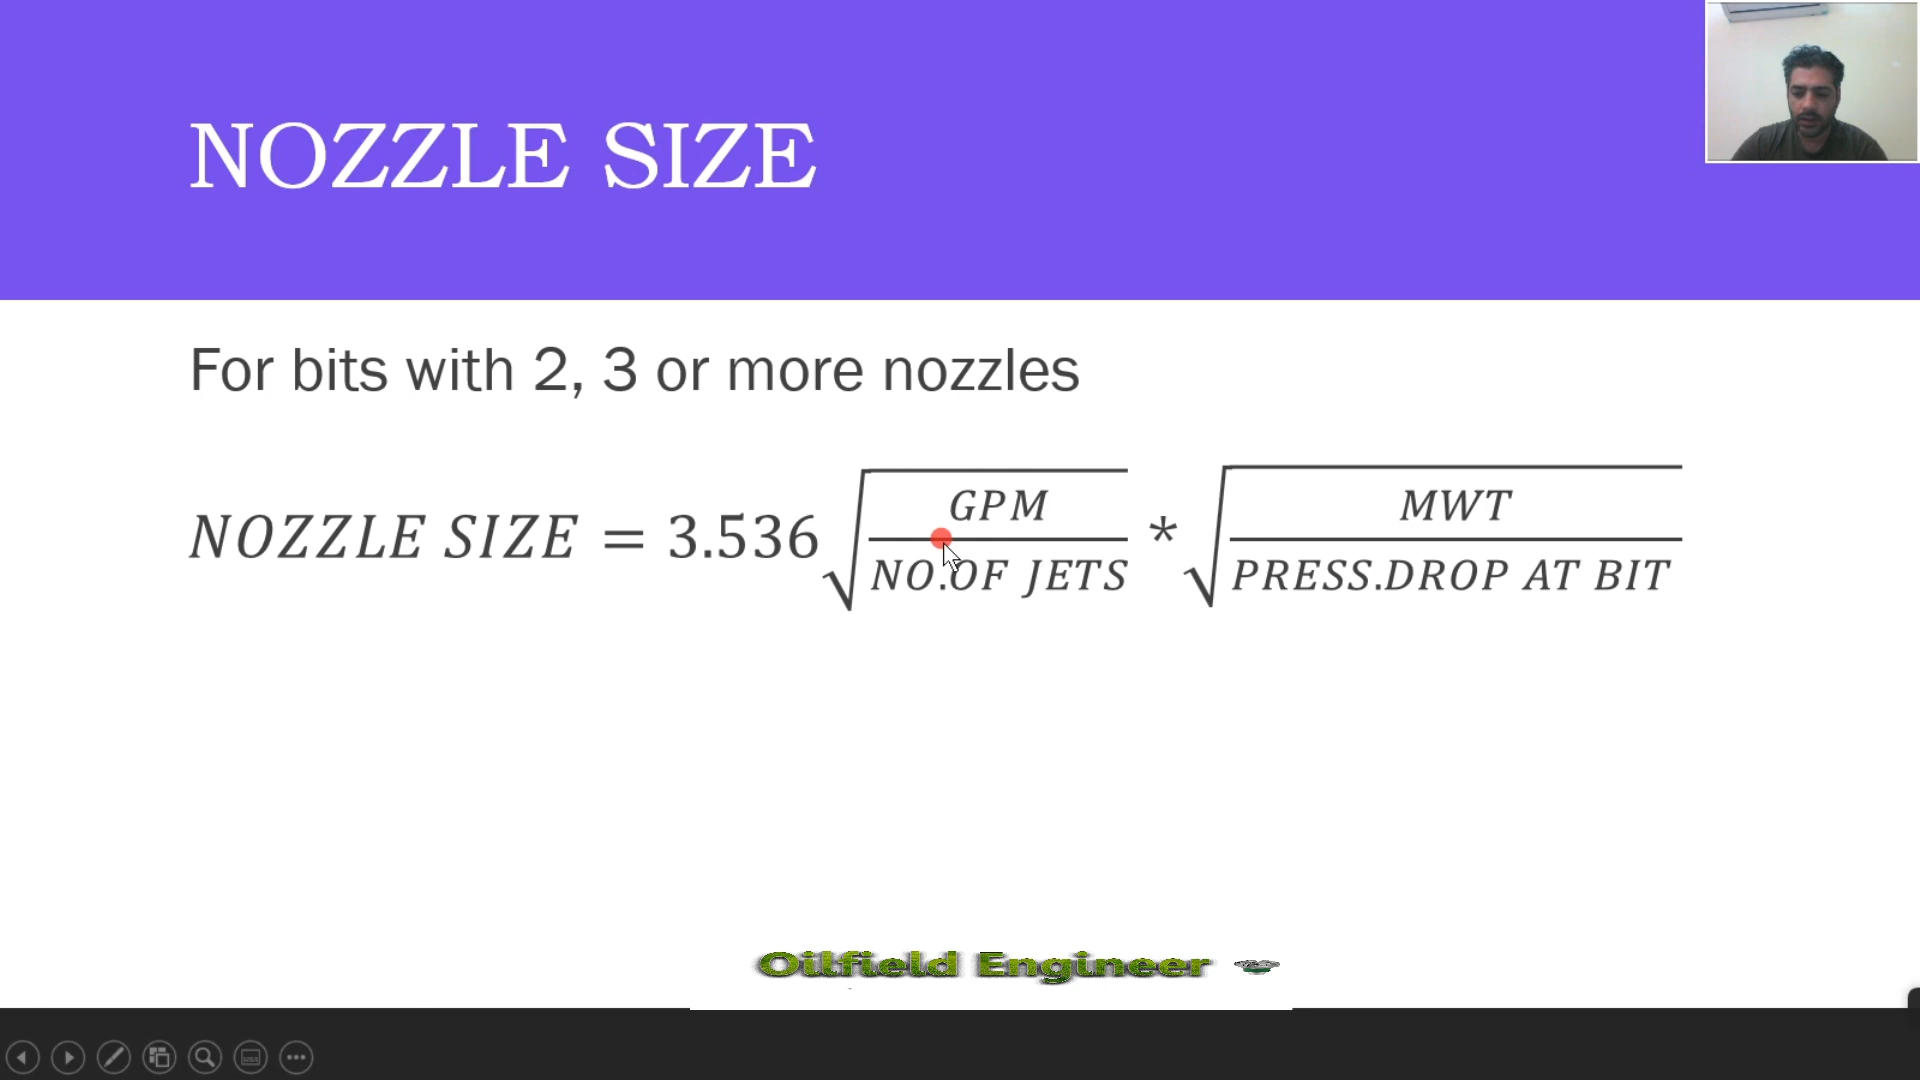 NOZZLE SIZE
For bits with 2, 3 or more nozzles
NOZZLE SIZE = 3.536 √(GPM / NO.OF JETS) * √(MWT / PRESS.DROP AT BIT)
Oilfield Engineer